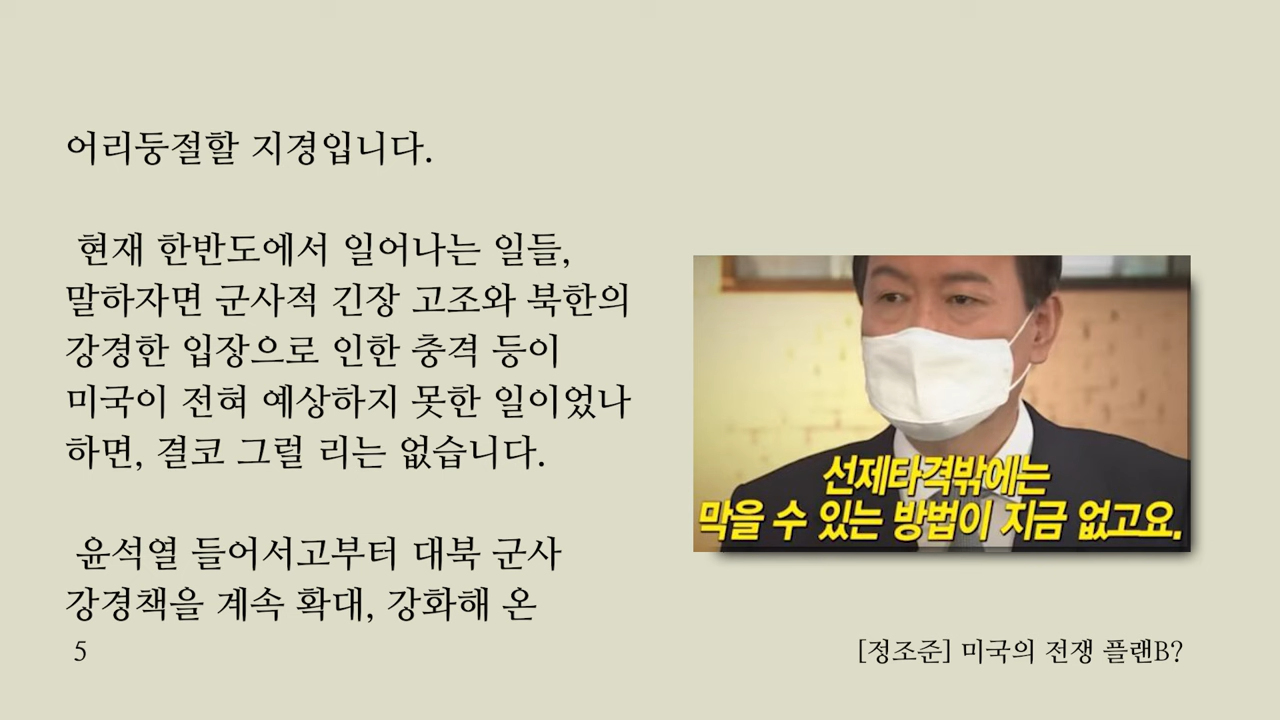 어리둥절할 지경입니다.
현재 한반도에서 일어나는 일들,
말하자면 군사적 긴장 고조와 북한의
강경한 입장으로 인한 충격 등이
미국이 전혀 예상하지 못한 일이었나
하면, 결코 그럴 리는 없습니다.
윤석열 들어서고부터 대북 군사
강경책을 계속 확대, 강화해 온
선제타격밖에는
막을 수 있는 방법이 지금 없고요.
5
[정조준] 미국의 전쟁 플랜B?